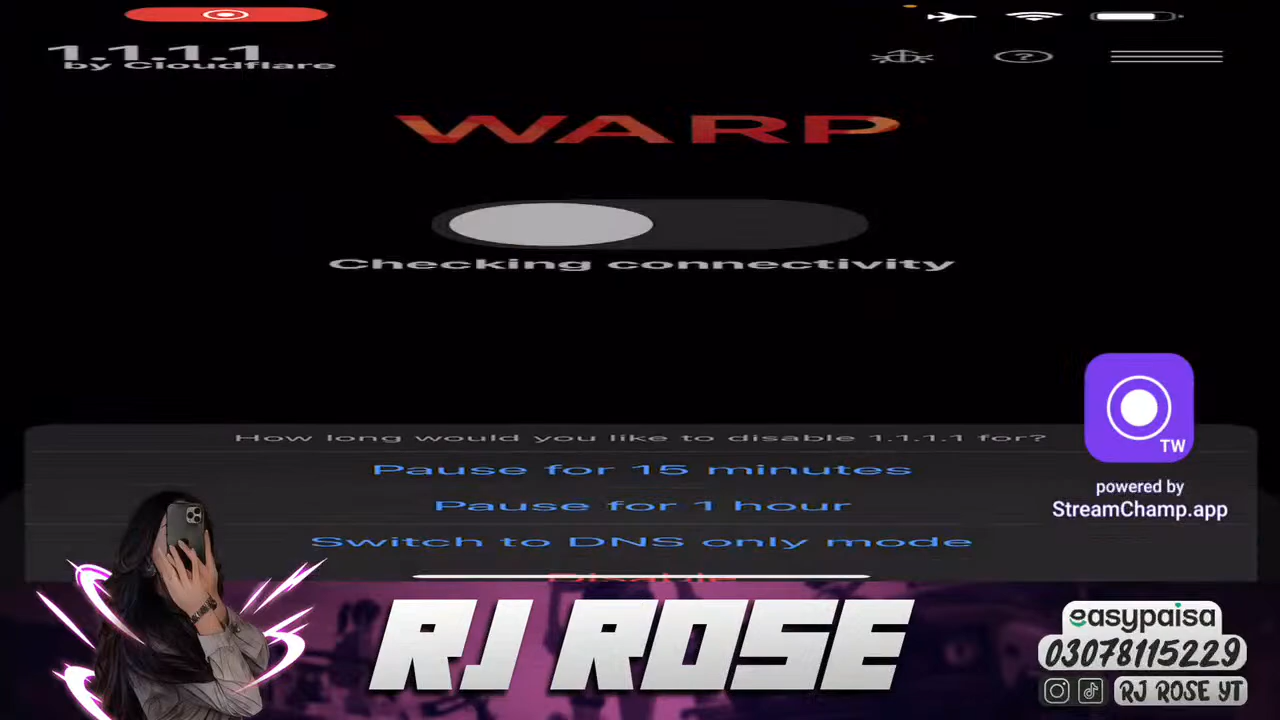 1.1.1.1
by Cloudflare
WARP
Checking connectivity
How long would you like to disable 1.1.1.1 for?
Pause for 15 minutes
Pause for 1 hour
Switch to DNS only mode
Disable
TW
powered by
StreamChamp.app
RJ ROSE
easypaisa
03078115229
RJ ROSE YT